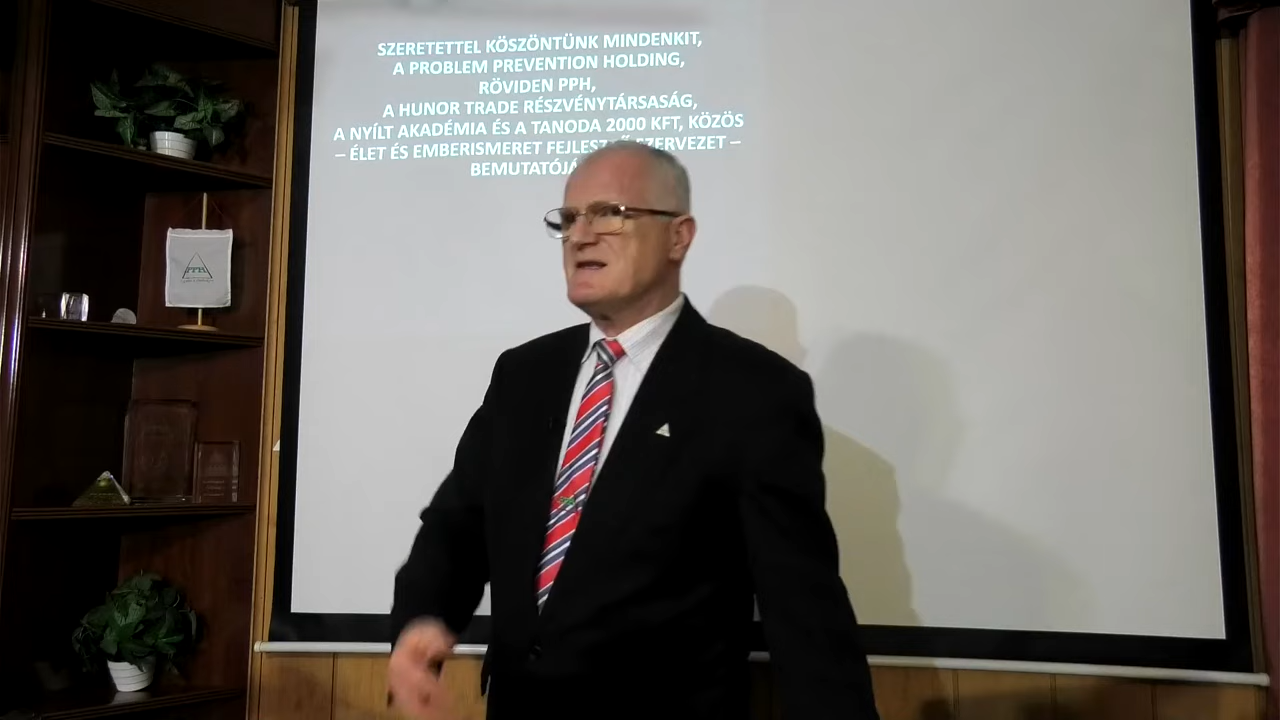 SZERETETTEL KÖSZÖNTÜNK MINDENKIT,
A PROBLEM PREVENTION HOLDING,
RÖVIDEN PPH,
A HUNOR TRADE RÉSZVÉNYTÁRSASÁG,
A NYÍLT AKADÉMIA ÉS A TANODA 2000 KFT, KÖZÖS
– ÉLET ÉS EMBERISMERET FEJLESZTŐ SZERVEZET –
PPH